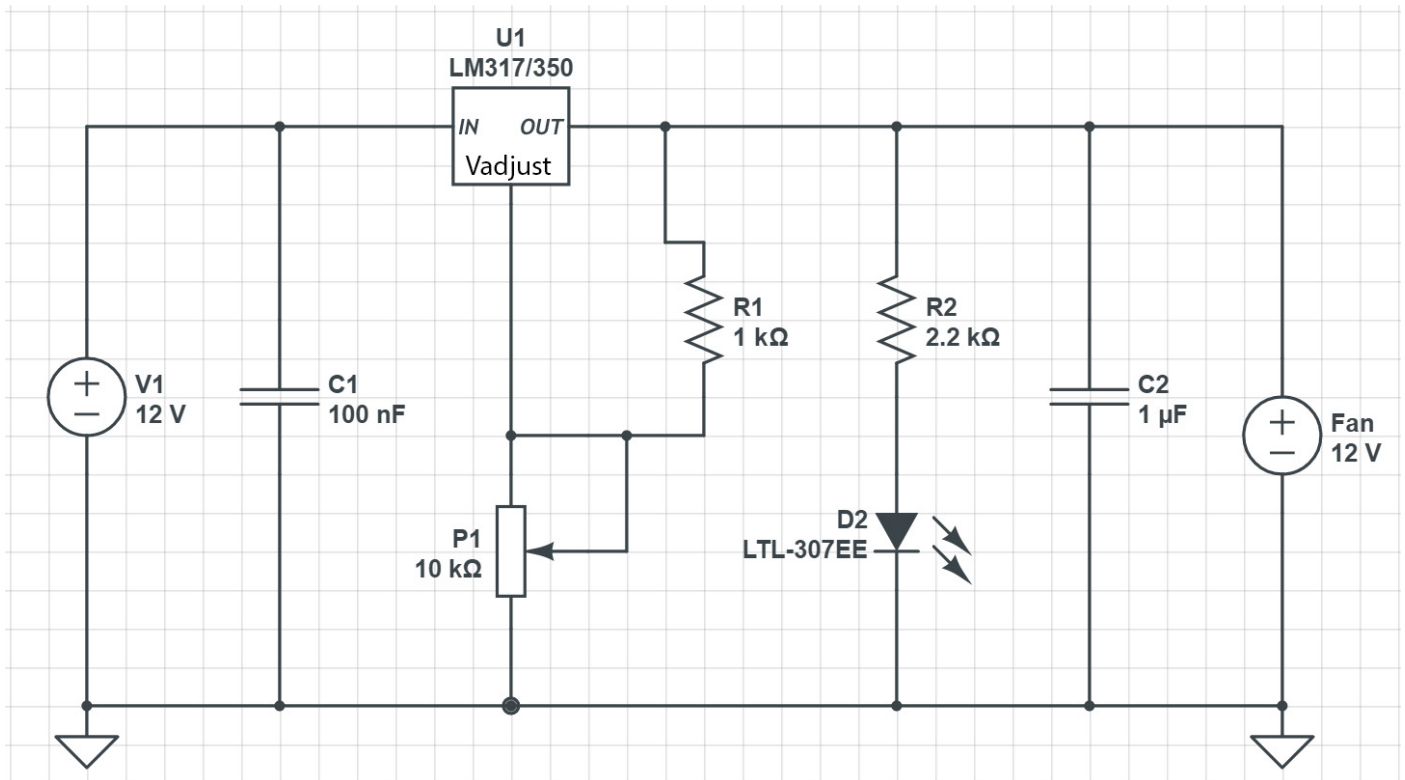 U1
LM317/350
IN OUT
Vadjust
V1
12 V
C1
100 nF
R1
1 kΩ
R2
2.2 kΩ
C2
1 µF
Fan
12 V
P1
10 kΩ
D2
LTL-307EE
+
−
+
−